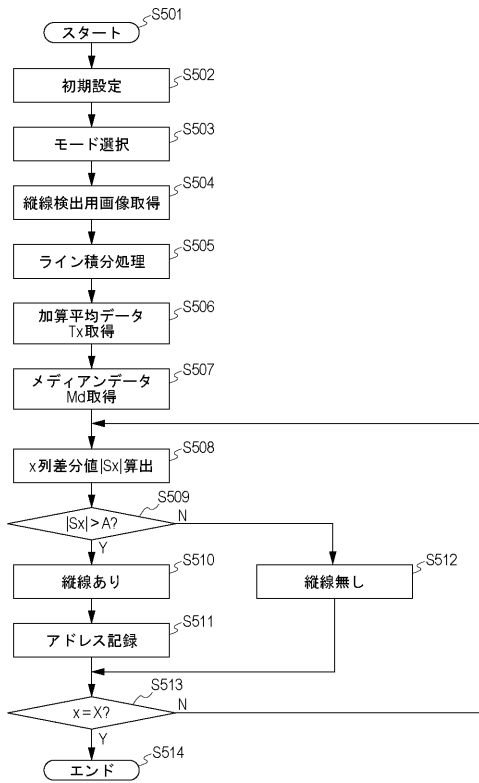 スタート
S501
初期設定
S502
モード選択
S503
縦線検出用画像取得
S504
ライン積分処理
S505
加算平均データ
Tx取得
S506
メディアンデータ
Md取得
S507
x列差分値|Sx|算出
S508
|Sx|>A?
S509
N
Y
縦線あり
S510
縦線無し
S512
アドレス記録
S511
x=X?
S513
N
Y
エンド
S514